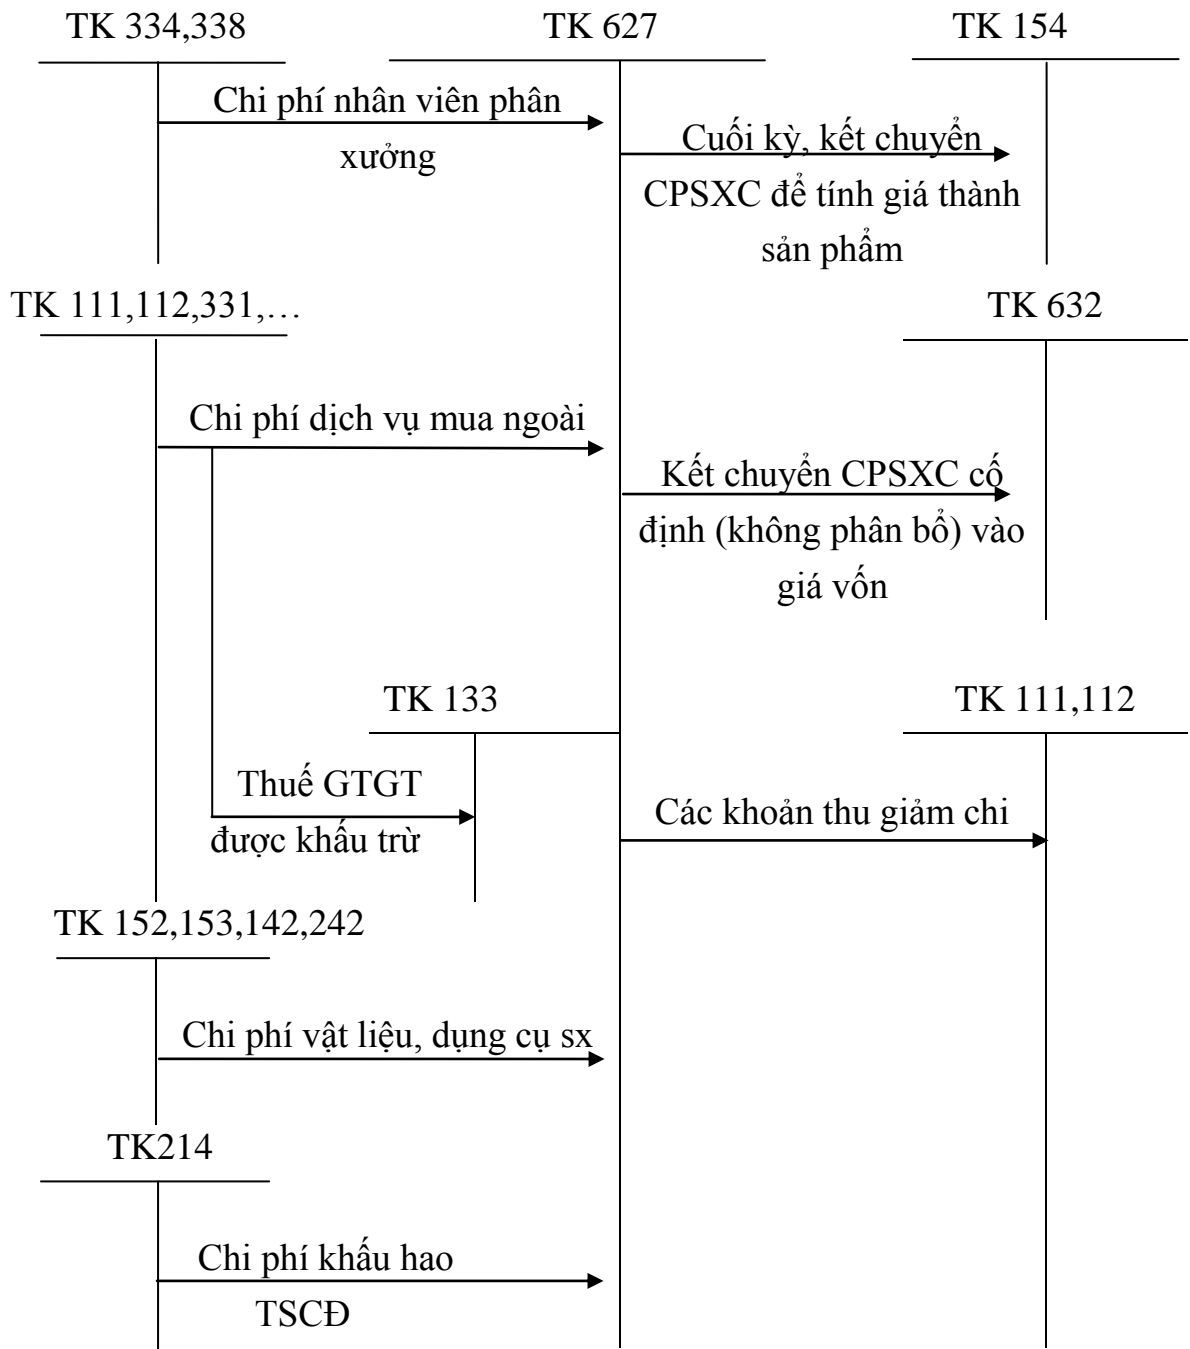 TK 334,338
TK 627
TK 154
Chi phí nhân viên phân
xưởng
Cuối kỳ, kết chuyển
CPSXC để tính giá thành
sản phẩm
TK 111,112,331,…
TK 632
Chi phí dịch vụ mua ngoài
Kết chuyển CPSXC cố
định (không phân bổ) vào
giá vốn
TK 133
TK 111,112
Thuế GTGT
được khấu trừ
Các khoản thu giảm chi
TK 152,153,142,242
Chi phí vật liệu, dụng cụ sx
TK214
Chi phí khấu hao
TSCĐ